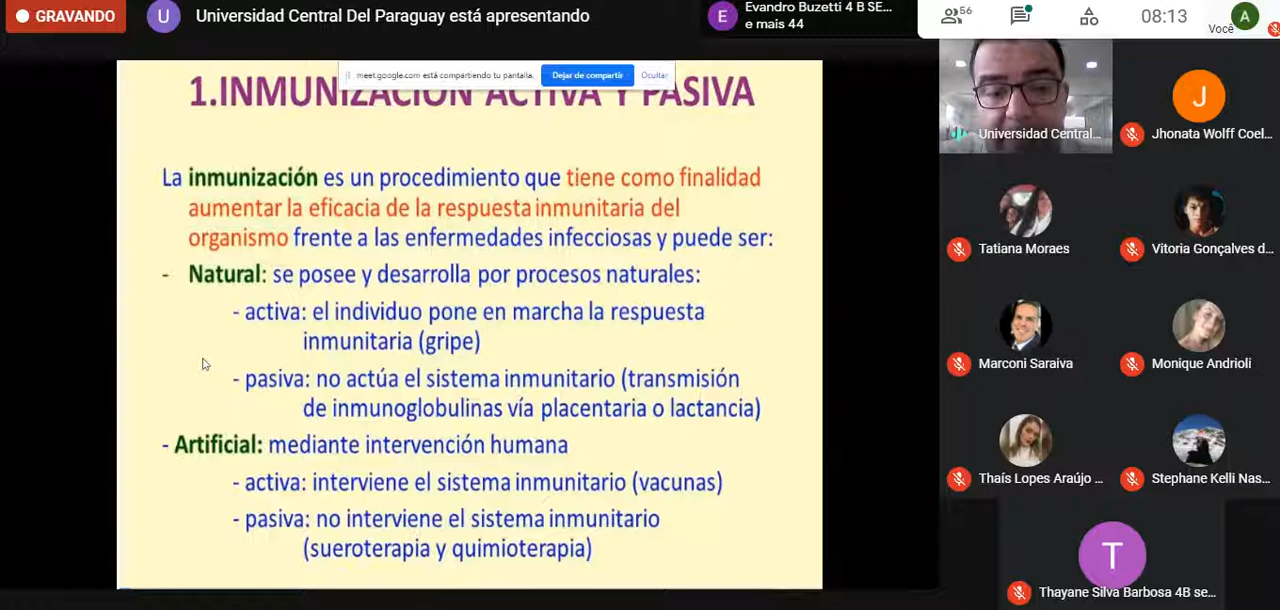 GRAVANDO
U
Universidad Central Del Paraguay está apresentando
E
Evandro Buzetti 4 B SE...
e mais 44
56
08:13
Você
A
meet.google.com está compartiendo tu pantalla.
Dejar de compartir
Ocultar
1.INMUNIZACIÓN ACTIVA Y PASIVA
La inmunización es un procedimiento que tiene como finalidad
aumentar la eficacia de la respuesta inmunitaria del
organismo frente a las enfermedades infecciosas y puede ser:
- Natural: se posee y desarrolla por procesos naturales:
- activa: el individuo pone en marcha la respuesta
inmunitaria (gripe)
- pasiva: no actúa el sistema inmunitario (transmisión
de inmunoglobulinas vía placentaria o lactancia)
- Artificial: mediante intervención humana
- activa: interviene el sistema inmunitario (vacunas)
- pasiva: no interviene el sistema inmunitario
(sueroterapia y quimioterapia)
Universidad Central...
J
Jhonata Wolff Coel...
Tatiana Moraes
Vitoria Gonçalves d...
Marconi Saraiva
Monique Andrioli
Thaís Lopes Araújo ...
Stephane Kelli Nas...
T
Thayane Silva Barbosa 4B se...